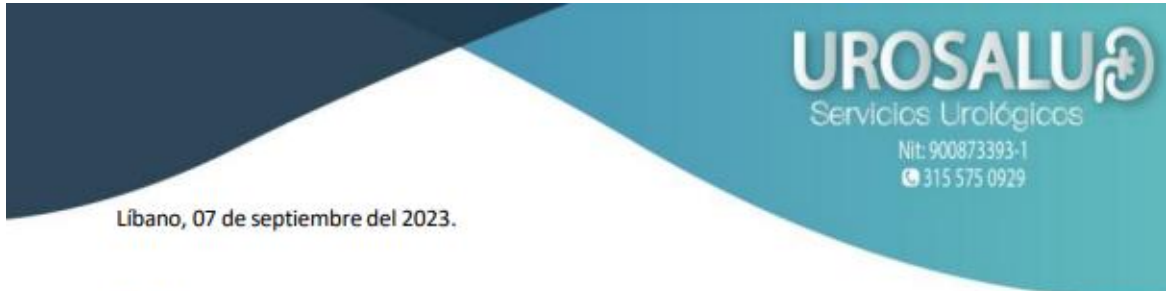 UROSALUD
Servicios Urológicos
Nit: 900873393-1
315 575 0929
Líbano, 07 de septiembre del 2023.